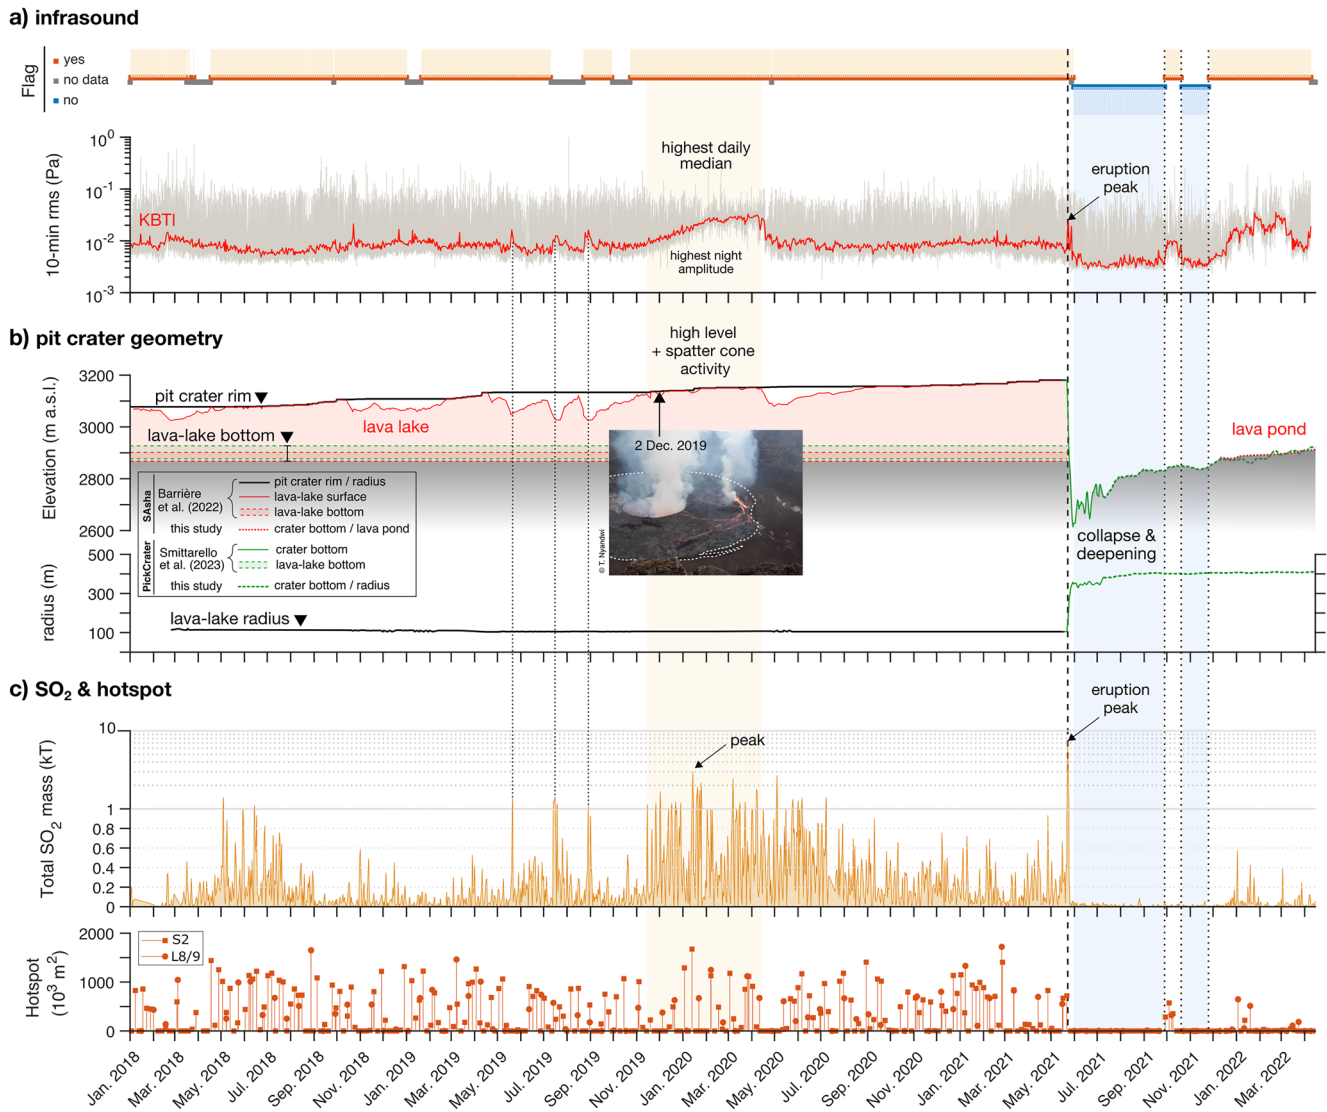 a) infrasound
Flag
yes
no data
no
10-min rms (Pa)
10⁰
10⁻¹
10⁻²
10⁻³
KBTI
highest daily
median
highest night
amplitude
eruption
peak
b) pit crater geometry
high level
+ spatter cone
activity
Elevation (m a.s.l.)
3200
3000
2800
2600
pit crater rim
lava-lake bottom
lava lake
lava pond
2 Dec. 2019
© T. Nyandwi
SAsha
Barrière
et al. (2022)
pit crater rim / radius
lava-lake surface
lava-lake bottom
this study
crater bottom / lava pond
PickCrater
Smittarello
et al. (2023)
crater bottom
lava-lake bottom
this study
crater bottom / radius
collapse &
deepening
radius (m)
500
300
100
lava-lake radius
c) SO₂ & hotspot
eruption
peak
peak
Total SO₂ mass (kT)
10
1
0.8
0.6
0.4
0.2
0
Hotspot
(10³ m²)
2000
1000
0
S2
L8/9
Jan. 2018
Mar. 2018
May. 2018
Jul. 2018
Sep. 2018
Nov. 2018
Jan. 2019
Mar. 2019
May. 2019
Jul. 2019
Sep. 2019
Nov. 2019
Jan. 2020
Mar. 2020
May. 2020
Jul. 2020
Sep. 2020
Nov. 2020
Jan. 2021
Mar. 2021
May. 2021
Jul. 2021
Sep. 2021
Nov. 2021
Jan. 2022
Mar. 2022